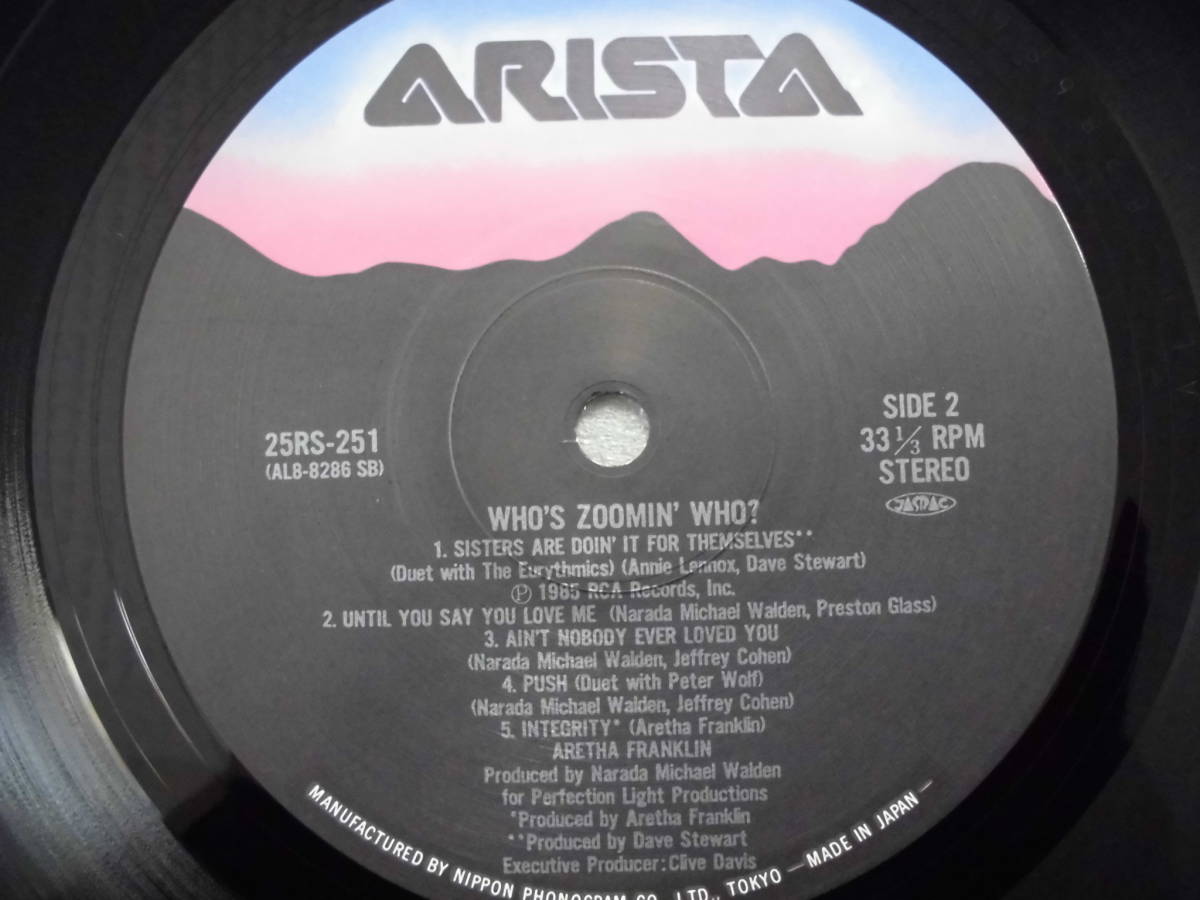 ARISTA
25RS-251
(AL8-8286 SB)
SIDE 2
33 1/3 RPM
STEREO
JASRAC
WHO'S ZOOMIN' WHO?
1. SISTERS ARE DOIN' IT FOR THEMSELVES**
(Duet with The Eurythmics) (Annie Lennox, Dave Stewart)
Ⓟ 1985 RCA Records, Inc.
2. UNTIL YOU SAY YOU LOVE ME (Narada Michael Walden, Preston Glass)
3. AIN'T NOBODY EVER LOVED YOU
(Narada Michael Walden, Jeffrey Cohen)
4. PUSH (Duet with Peter Wolf)
(Narada Michael Walden, Jeffrey Cohen)
5. INTEGRITY* (Aretha Franklin)
ARETHA FRANKLIN
Produced by Narada Michael Walden
for Perfection Light Productions
*Produced by Aretha Franklin
**Produced by Dave Stewart
Executive Producer: Clive Davis
MANUFACTURED BY NIPPON PHONOGRAM CO., LTD., TOKYO — MADE IN JAPAN —